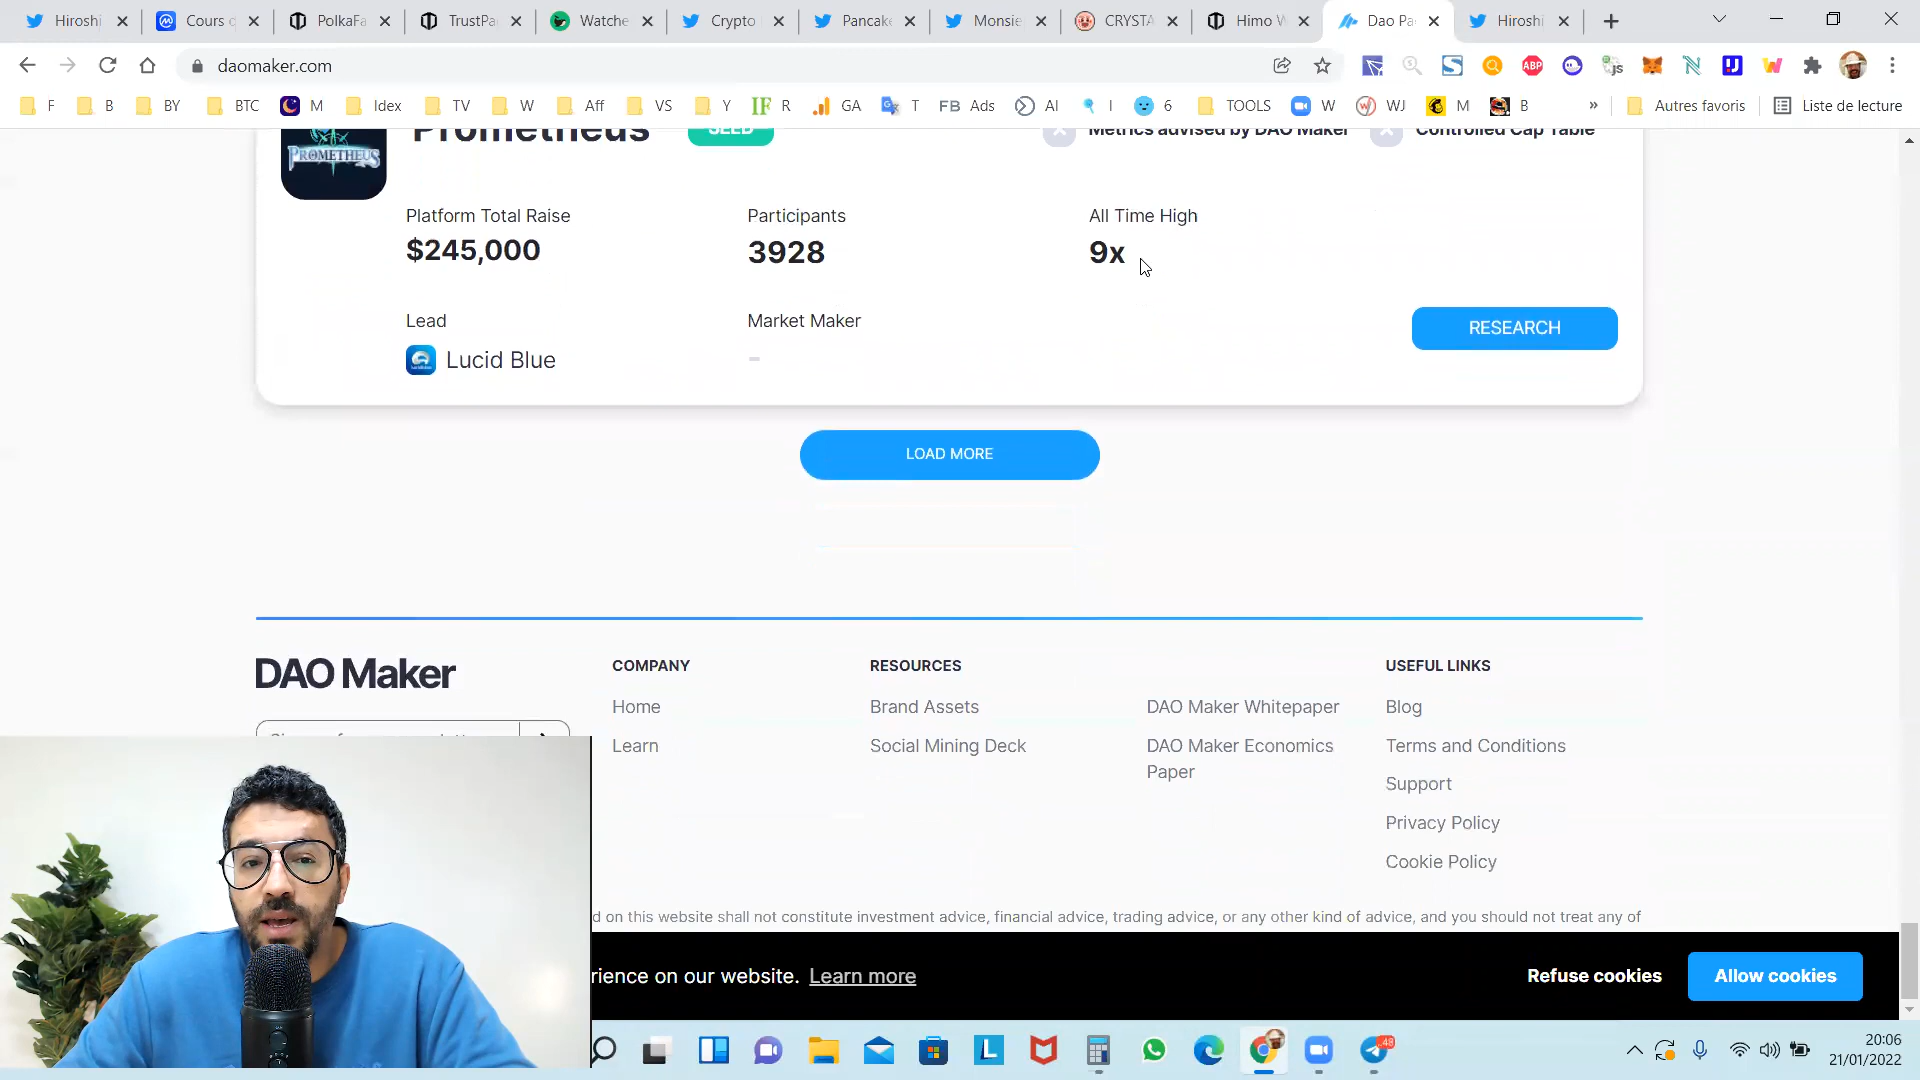 Hiroshi
Cours
PolkaFa
TrustPa
Watche
Crypto
Pancake
Monsie
CRYSTA
Himo W
Dao Pa
Hiroshi
daomaker.com
F B BY BTC M Idex TV W Aff VS Y IF R GA T FB Ads AI I 6 TOOLS W WJ M B » Autres favoris Liste de lecture
Prometheus SEED Metrics advised by DAO Maker Controlled Cap Table
PROMETHEUS
Platform Total Raise Participants All Time High
$245,000 3928 9x
Lead Market Maker
RESEARCH
Lucid Blue -
LOAD MORE
DAO Maker
COMPANY RESOURCES USEFUL LINKS
Home Brand Assets DAO Maker Whitepaper Blog
Learn Social Mining Deck DAO Maker Economics Terms and Conditions
Paper
Support
Privacy Policy
Cookie Policy
d on this website shall not constitute investment advice, financial advice, trading advice, or any other kind of advice, and you should not treat any of
rience on our website. Learn more Refuse cookies Allow cookies
20:06
21/01/2022